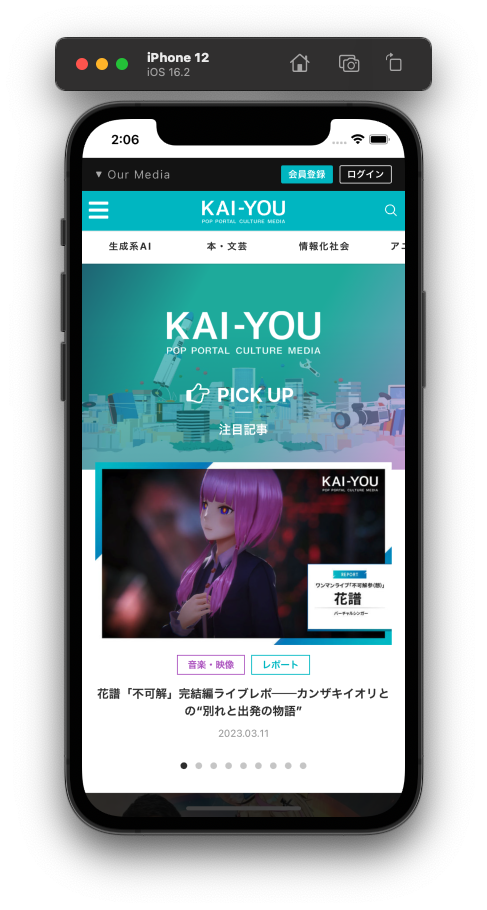 iPhone 12
iOS 16.2
2:06
▼ Our Media
会員登録
ログイン
KAI-YOU
POP PORTAL CULTURE MEDIA
生成系AI
本・文芸
情報化社会
アニ
KAI-YOU
POP PORTAL CULTURE MEDIA
PICK UP
注目記事
KAI-YOU
POP PORTAL CULTURE MEDIA
REPORT
ワンマンライブ「不可解参(想)」
花譜
バーチャルシンガー
音楽・映像
レポート
花譜「不可解」完結編ライブレポ──カンザキイオリと
の“別れと出発の物語”
2023.03.11